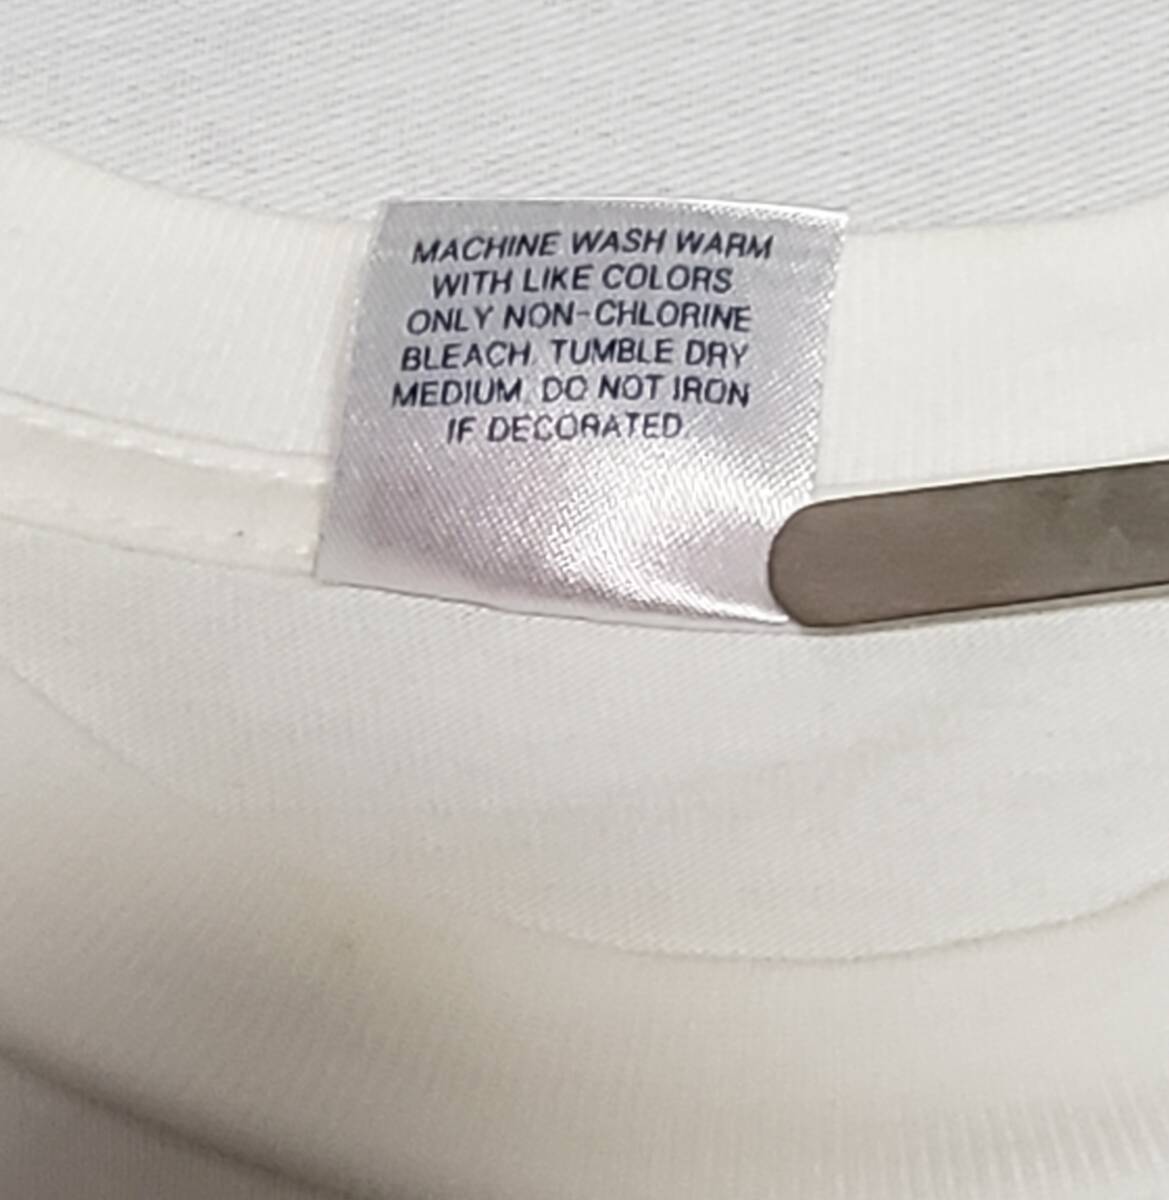 MACHINE WASH WARM
WITH LIKE COLORS
ONLY NON-CHLORINE
BLEACH. TUMBLE DRY
MEDIUM. DO NOT IRON
IF DECORATED.